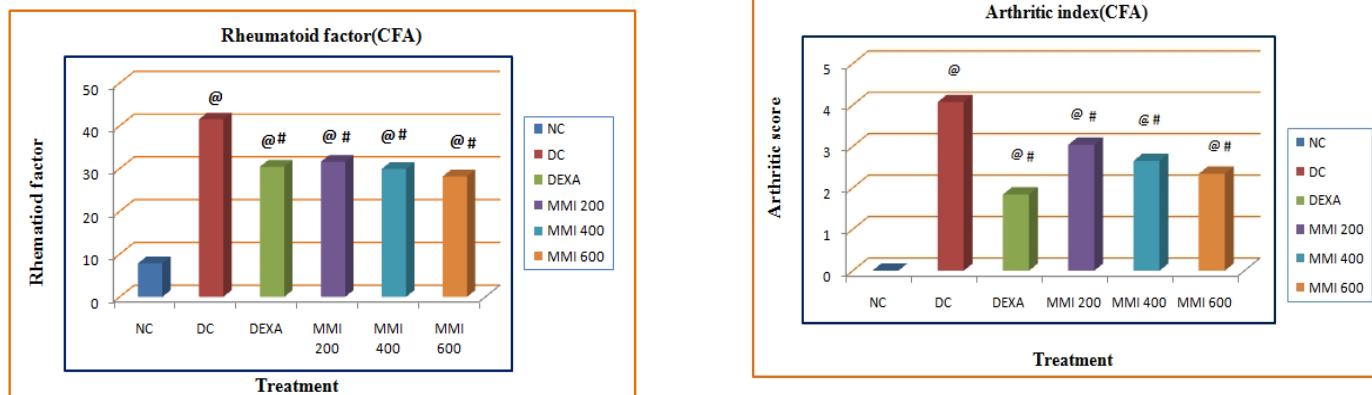 Rheumatoid factor(CFA)
Rhematiod factor
50
40
30
20
10
0
@
@ #
@ #
@ #
@ #
NC
DC
DEXA
MMI 200
MMI 400
MMI 600
Treatment
NC
DC
DEXA
MMI 200
MMI 400
MMI 600
Arthritic index(CFA)
Arthritic score
5
4
3
2
1
0
@
@ #
@ #
@ #
@ #
NC
DC
DEXA
MMI 200
MMI 400
MMI 600
Treatment
NC
DC
DEXA
MMI 200
MMI 400
MMI 600